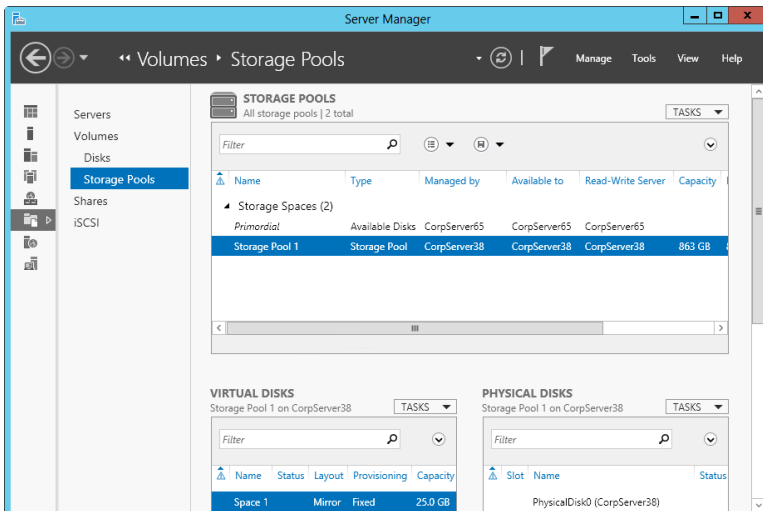 Server Manager
Volumes Storage Pools
Manage Tools View Help
Servers
Volumes
Disks
Storage Pools
Shares
iSCSI
STORAGE POOLS
All storage pools | 2 total
TASKS
Filter
Name Type Managed by Available to Read-Write Server Capacity
Storage Spaces (2)
Primordial Available Disks CorpServer65 CorpServer65 CorpServer65
Storage Pool 1 Storage Pool CorpServer38 CorpServer38 CorpServer38 863 GB
VIRTUAL DISKS
Storage Pool 1 on CorpServer38
TASKS
Filter
Name Status Layout Provisioning Capacity
Space 1 Mirror Fixed 25.0 GB
PHYSICAL DISKS
Storage Pool 1 on CorpServer38
TASKS
Filter
Slot Name Status
PhysicalDisk0 (CorpServer38)